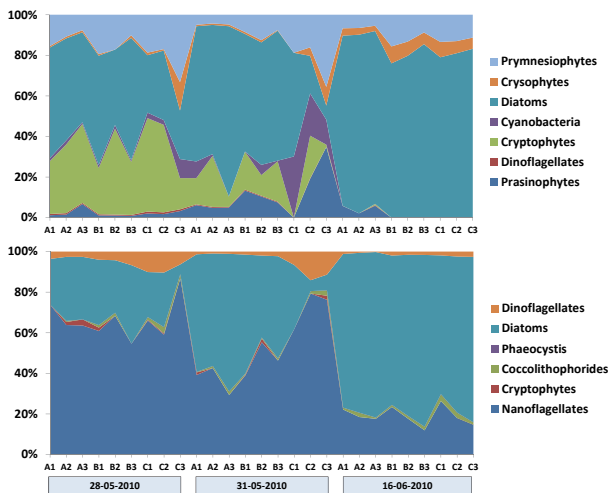 100%
80%
60%
40%
20%
0%
A1 A2 A3 B1 B2 B3 C1 C2 C3 A1 A2 A3 B1 B2 B3 C1 C2 C3 A1 A2 A3 B1 B2 B3 C1 C2 C3
Prymnesiophytes
Crysophytes
Diatoms
Cyanobacteria
Cryptophytes
Dinoflagellates
Prasinophytes
100%
80%
60%
40%
20%
0%
A1 A2 A3 B1 B2 B3 C1 C2 C3 A1 A2 A3 B1 B2 B3 C1 C2 C3 A1 A2 A3 B1 B2 B3 C1 C2 C3
28-05-2010 31-05-2010 16-06-2010
Dinoflagellates
Diatoms
Phaeocystis
Coccolithophorides
Cryptophytes
Nanoflagellates